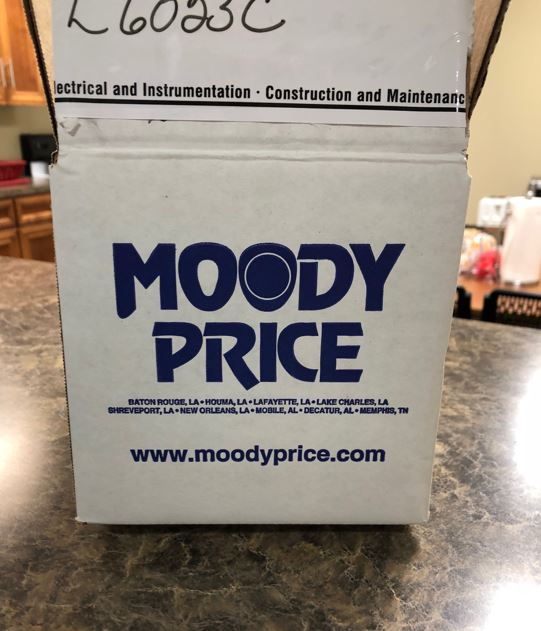 L6023C
lectrical and Instrumentation · Construction and Maintenanc
MOODY
PRICE
BATON ROUGE, LA • HOUMA, LA • LAFAYETTE, LA • LAKE CHARLES, LA
SHREVEPORT, LA • NEW ORLEANS, LA • MOBILE, AL • DECATUR, AL • MEMPHIS, TN
www.moodyprice.com